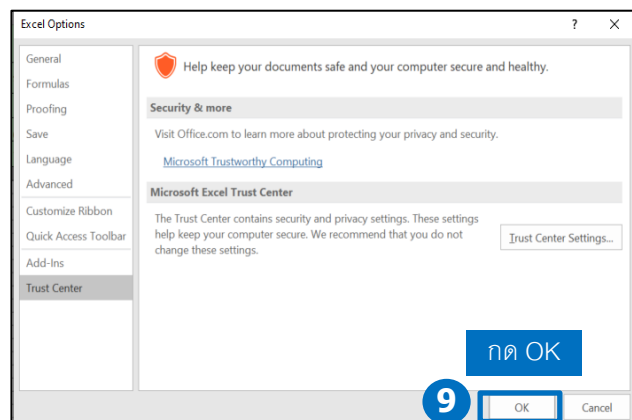 Excel Options
? ×
General
Formulas
Proofing
Save
Language
Advanced
Customize Ribbon
Quick Access Toolbar
Add-Ins
Trust Center
Help keep your documents safe and your computer secure and healthy.
Security & more
Visit Office.com to learn more about protecting your privacy and security.
Microsoft Trustworthy Computing
Microsoft Excel Trust Center
The Trust Center contains security and privacy settings. These settings
help keep your computer secure. We recommend that you do not
change these settings.
Trust Center Settings...
กด OK
9
OK
Cancel